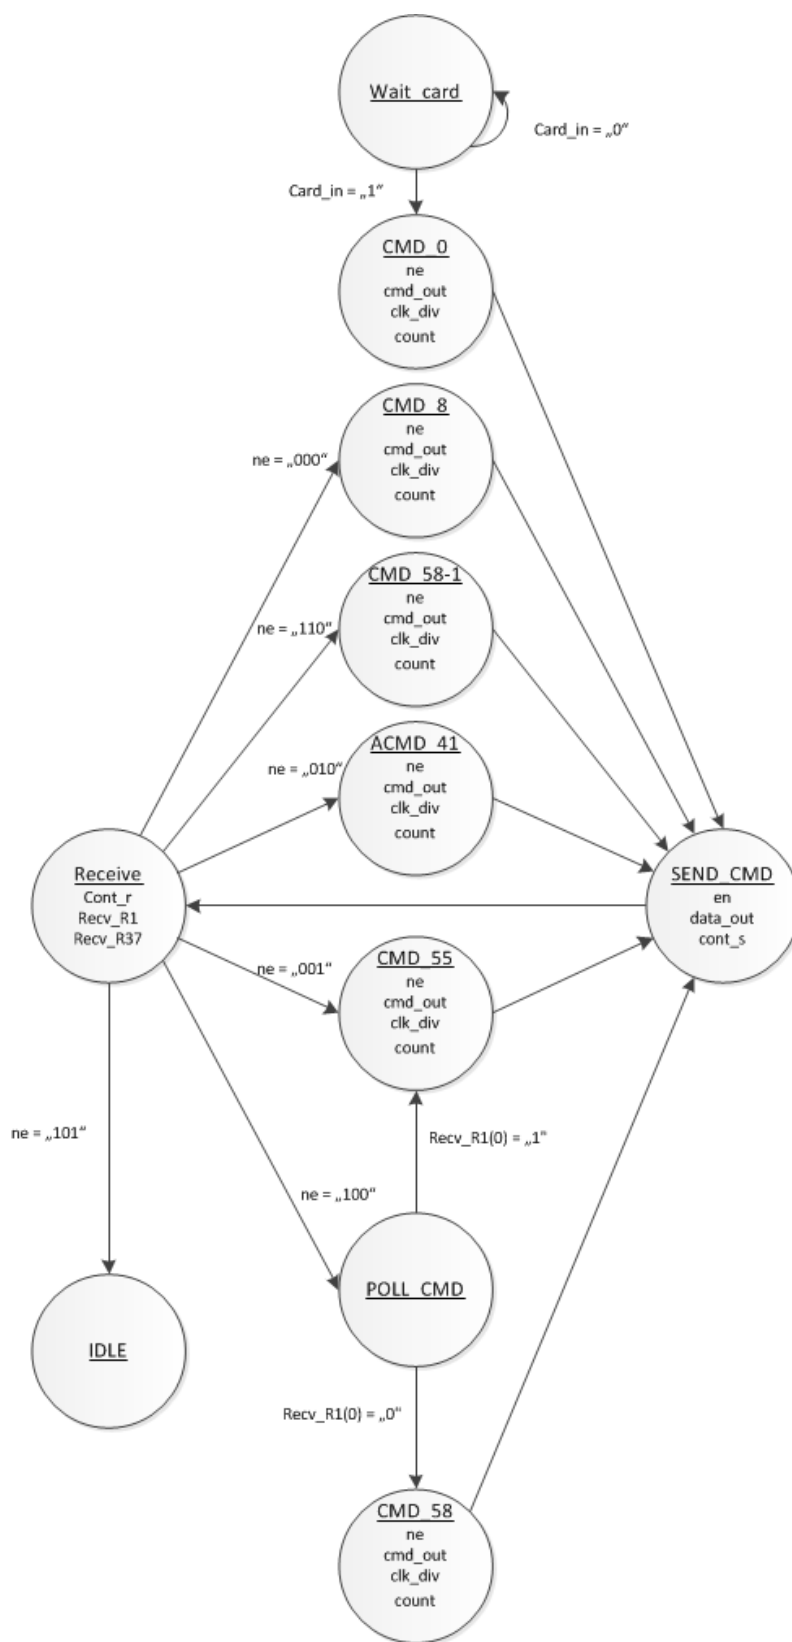 Wait_card
Card_in = „0“
Card_in = „1“
CMD_0
ne
cmd_out
clk_div
count
CMD_8
ne
cmd_out
clk_div
count
ne = „000“
CMD_58-1
ne
cmd_out
clk_div
count
ne = „110“
ACMD_41
ne
cmd_out
clk_div
count
ne = „010“
Receive
Cont_r
Recv_R1
Recv_R37
SEND_CMD
en
data_out
cont_s
CMD_55
ne
cmd_out
clk_div
count
ne = „001“
ne = „101“
Recv_R1(0) = „1“
ne = „100“
POLL_CMD
IDLE
Recv_R1(0) = „0“
CMD_58
ne
cmd_out
clk_div
count